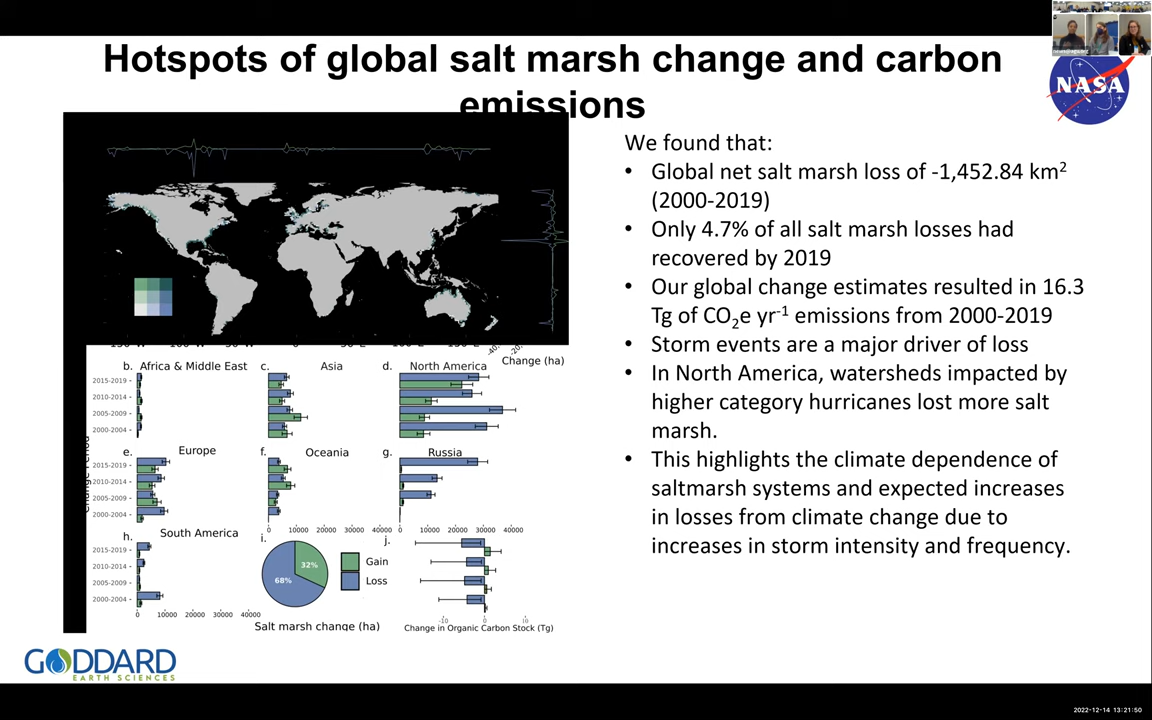 Hotspots of global salt marsh change and carbon
emissions
NASA
We found that:
• Global net salt marsh loss of -1,452.84 km²
(2000-2019)
• Only 4.7% of all salt marsh losses had
recovered by 2019
• Our global change estimates resulted in 16.3
Tg of CO₂e yr⁻¹ emissions from 2000-2019
• Storm events are a major driver of loss
• In North America, watersheds impacted by
higher category hurricanes lost more salt
marsh.
• This highlights the climate dependence of
saltmarsh systems and expected increases
in losses from climate change due to
increases in storm intensity and frequency.
Change (ha)
b. Africa & Middle East
c. Asia
d. North America
2015-2019
2010-2014
2005-2009
2000-2004
e. Europe
f. Oceania
g. Russia
2015-2019
2010-2014
2005-2009
2000-2004
0 10000 20000 30000 40000
0 10000 20000 30000 40000
h. South America
i.
j.
2015-2019
2010-2014
2005-2009
2000-2004
0 10000 20000 30000 40000
32%
68%
Gain
Loss
-10 0 10
Salt marsh change (ha)
Change in Organic Carbon Stock (Tg)
GODDARD
EARTH SCIENCES
2022-12-14 13:21:50